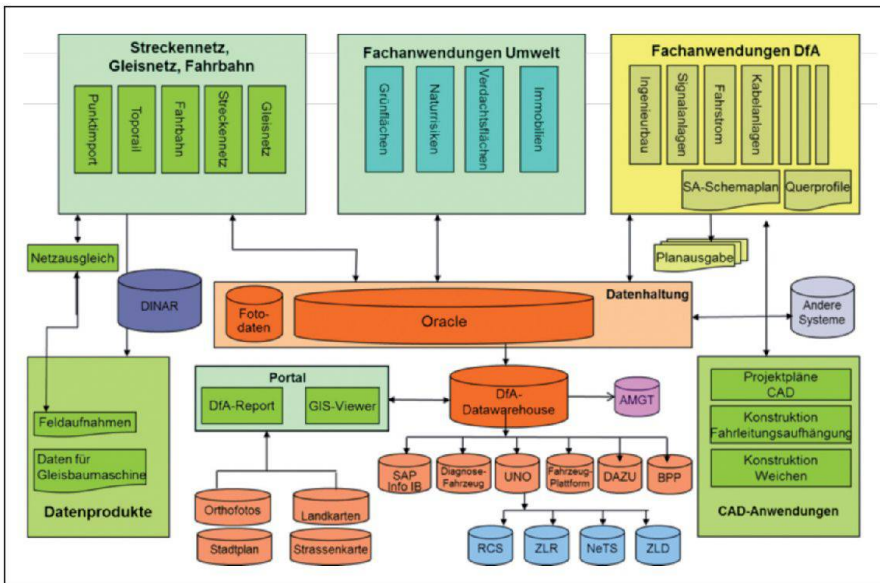 Streckennetz,
Gleisnetz, Fahrbahn
Punktimport
Toporail
Fahrbahn
Streckennetz
Gleisnetz
Fachanwendungen Umwelt
Grünflächen
Naturrisiken
Verdachtsflächen
Immobilien
Fachanwendungen DfA
Ingenieurbau
Signalanlagen
Fahrstrom
Kabelanlagen
SA-Schemaplan
Querprofile
Netzausgleich
Planausgabe
DINAR
Datenhaltung
Foto-
daten
Oracle
Andere
Systeme
Feldaufnahmen
Daten für
Gleisbaumaschine
Datenprodukte
Portal
DfA-Report
GIS-Viewer
DfA-
Datawarehouse
AMGT
SAP
Info IB
Diagnose-
Fahrzeug
UNO
Fahrzeug-
Plattform
DAZU
BPP
Orthofotos
Landkarten
Stadtplan
Strassenkarte
RCS
ZLR
NeTS
ZLD
Projektpläne
CAD
Konstruktion
Fahrleitungsaufhängung
Konstruktion
Weichen
CAD-Anwendungen